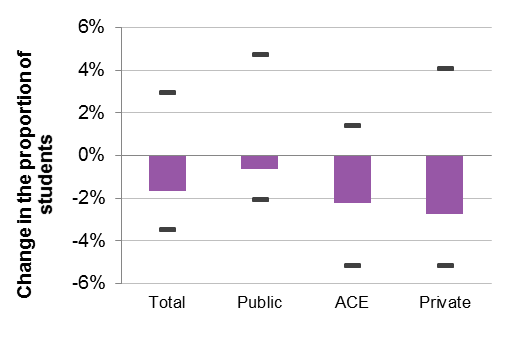 Change in the proportion of
students
6%
4%
2%
0%
-2%
-4%
-6%
Total Public ACE Private